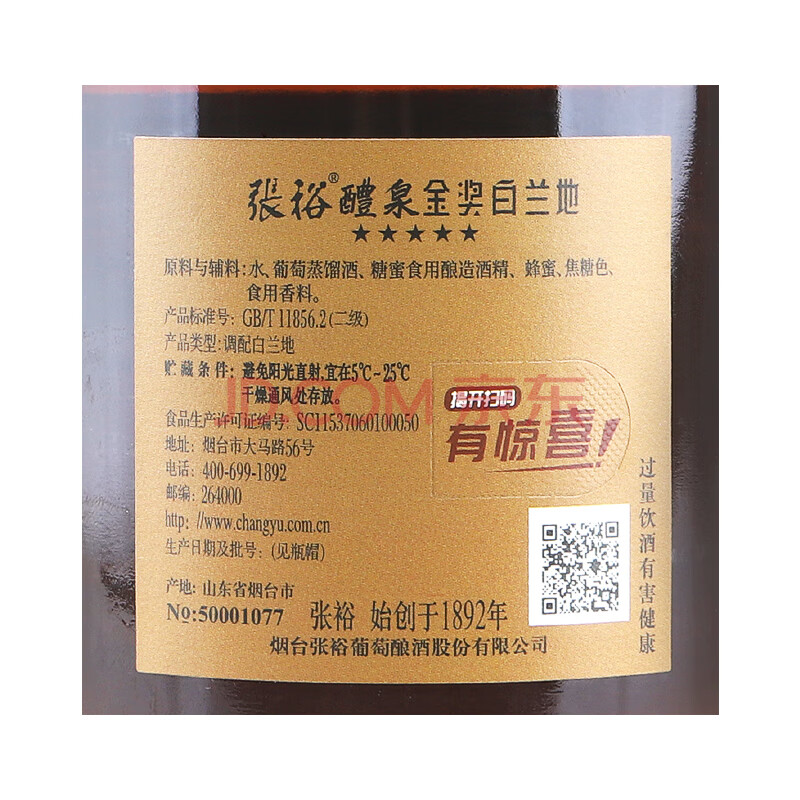 张裕®醴泉金奖白兰地
★★★★★
原料与辅料：水、葡萄蒸馏酒、糖蜜食用酿造酒精、蜂蜜、焦糖色、
食用香料。
产品标准号：GB/T 11856.2(二级)
产品类型：调配白兰地
贮藏条件：避免阳光直射,宜在5℃~25℃
干燥通风处存放。
食品生产许可证编号：SC11537060100050
地址：烟台市大马路56号
电话：400-699-1892
邮编：264000
http：//www.changyu.com.cn
生产日期及批号：(见瓶帽)
产地：山东省烟台市
No:50001077
张裕 始创于1892年
烟台张裕葡萄酿酒股份有限公司
揭开扫码
有惊喜!
过量饮酒有害健康
JD.COM 京东